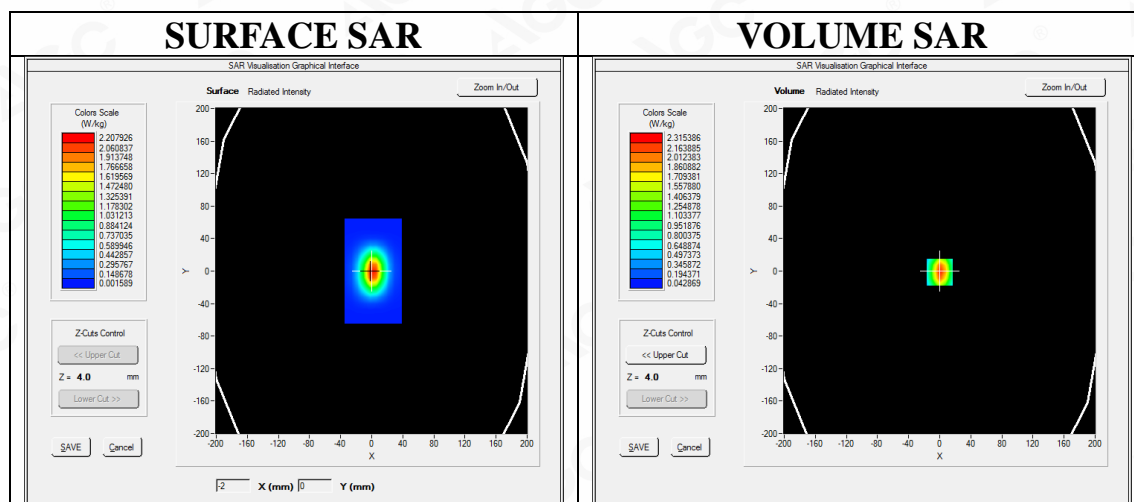 SURFACE SAR
SAR Visualisation Graphical Interface
Surface Radiated Intensity
Zoom In/Out
Colors Scale
(W/kg)
2.207926
2.060837
1.913748
1.766658
1.619569
1.472480
1.325391
1.178302
1.031213
0.884124
0.737035
0.589946
0.442857
0.295767
0.148678
0.001589
Z-Cuts Control
<< Upper Cut
Z = 4.0 mm
Lower Cut >>
SAVE Cancel
200
160
120
80
40
Y 0
-40
-80
-120
-160
-200
-200 -160 -120 -80 -40 0 40 80 120 160 200
X
-2 X (mm) 0 Y (mm)
VOLUME SAR
SAR Visualisation Graphical Interface
Volume Radiated Intensity
Zoom In/Out
Colors Scale
(W/kg)
2.315386
2.163885
2.012383
1.860882
1.709381
1.557880
1.406379
1.254878
1.103377
0.951876
0.800375
0.648874
0.497373
0.345872
0.194371
0.042869
Z-Cuts Control
<< Upper Cut
Z = 4.0 mm
Lower Cut >>
SAVE Cancel
200
160
120
80
40
Y 0
-40
-80
-120
-160
-200
-200 -160 -120 -80 -40 0 40 80 120 160 200
X